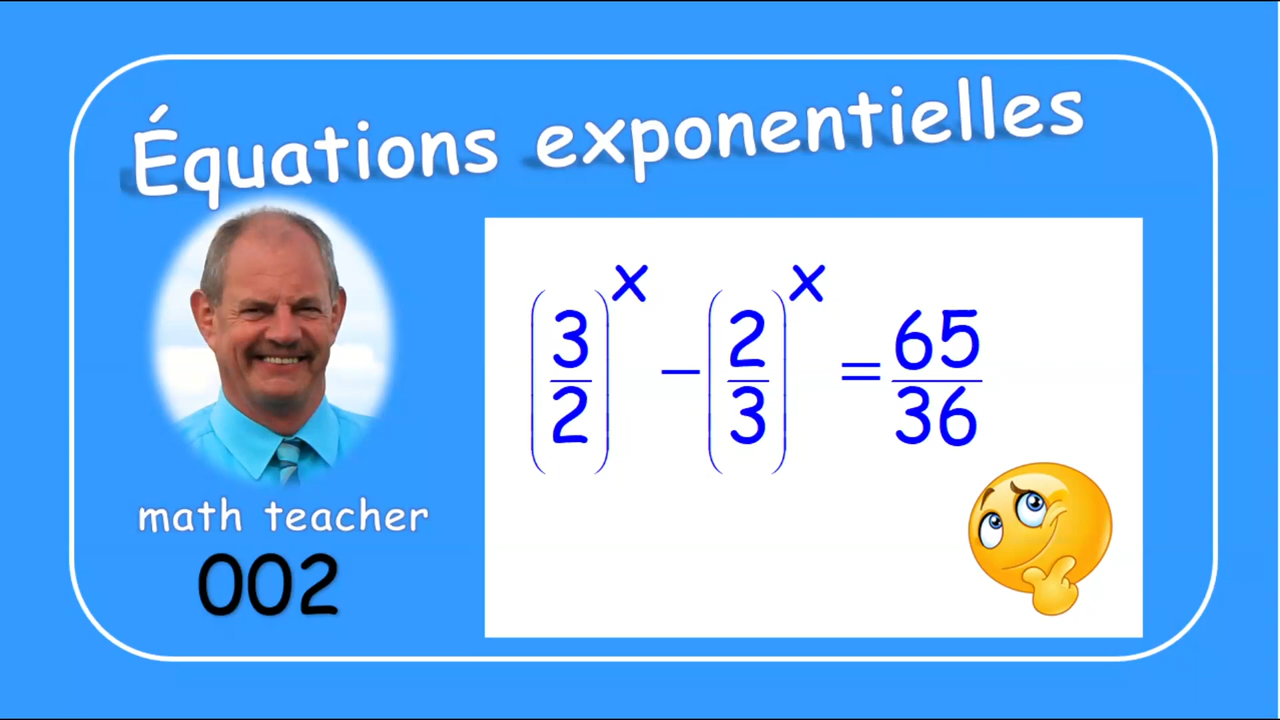 Équations exponentielles
(3/2)^x − (2/3)^x = 65/36
math teacher
002